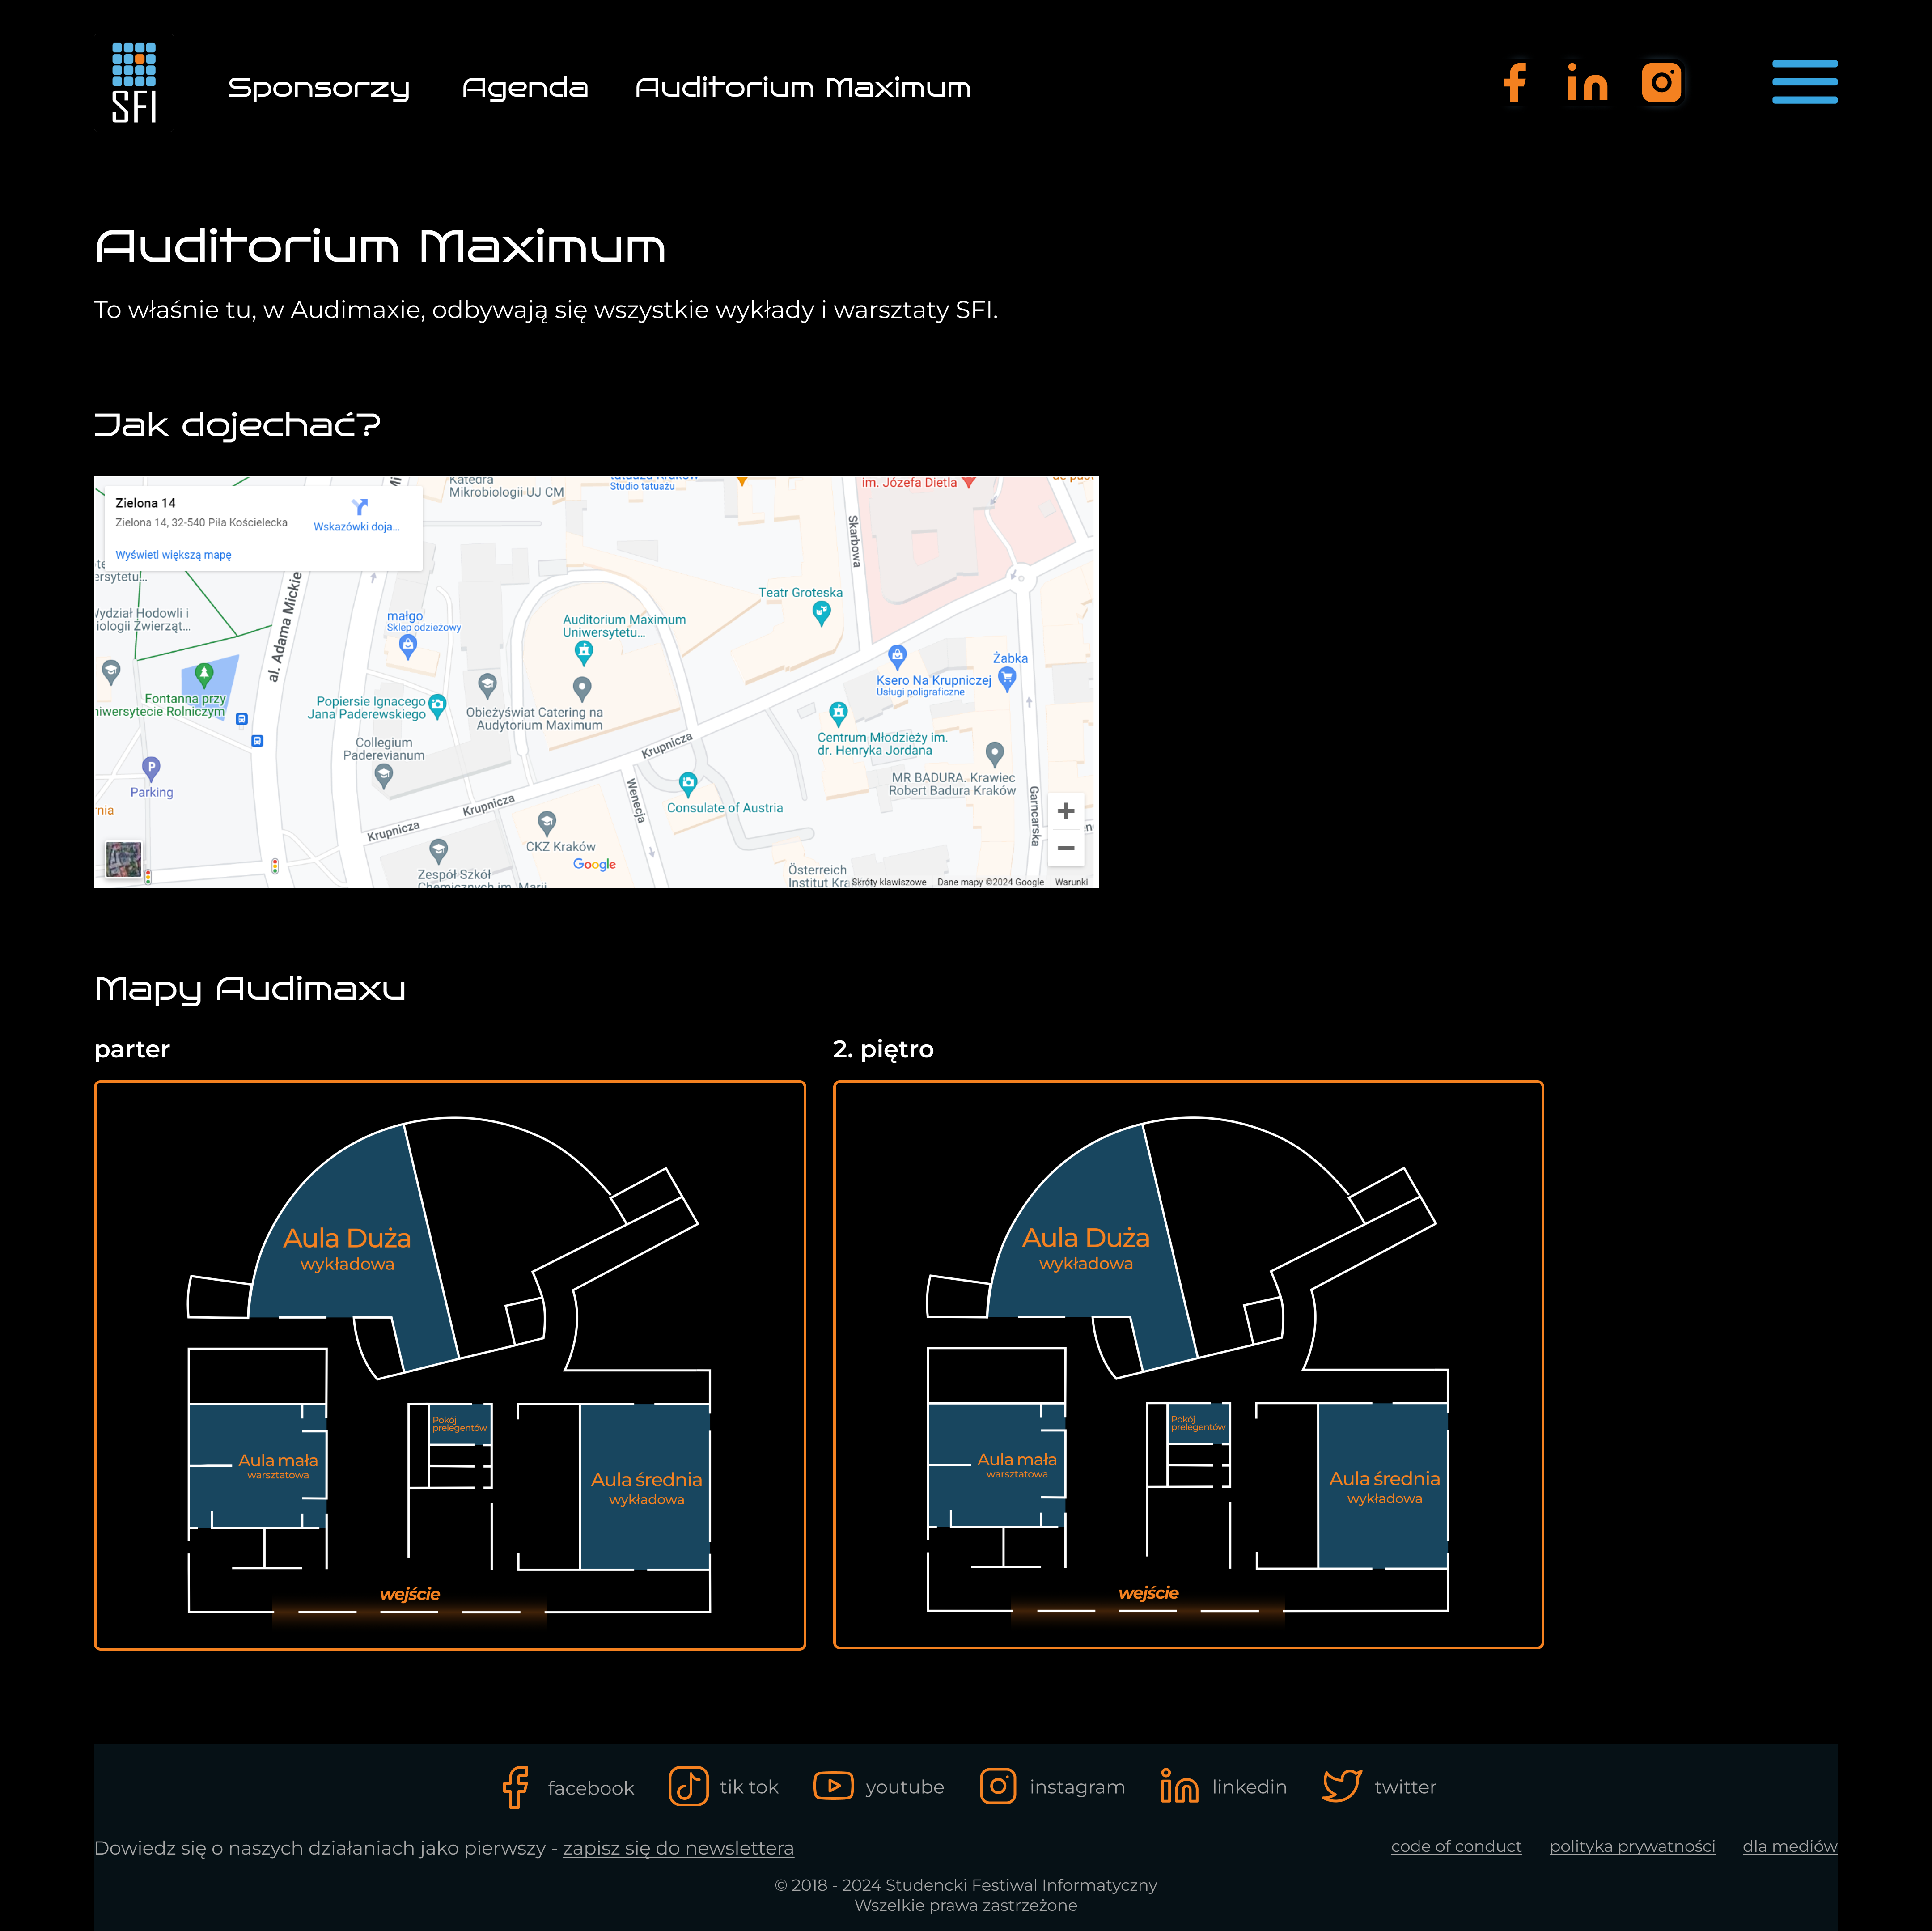 SFI
Sponsorzy
Agenda
Auditorium Maximum
Auditorium Maximum
To właśnie tu, w Audimaxie, odbywają się wszystkie wykłady i warsztaty SFI.
Jak dojechać?
Zielona 14
Zielona 14, 32-540 Piła Kościelecka
Wskazówki doja...
Wyświetl większą mapę
Katedra
Mikrobiologii UJ CM
Studio tatuażu
im. Józefa Dietla
Skarbowa
al. Adama Mickie
małgo
Sklep odzieżowy
Auditorium Maximum
Uniwersytetu...
Teatr Groteska
Ksero Na Krupniczej
Usługi poligraficzne
Żabka
ersytetu...
Wydział Hodowli i
iologii Zwierząt...
Fontanna przy
niwersytecie Rolniczym
Popiersie Ignacego
Jana Paderewskiego
Obieżyświat Catering na
Audytorium Maximum
Collegium
Paderevianum
Centrum Młodzieży im.
dr. Henryka Jordana
MR BADURA. Krawiec
Robert Badura Kraków
Krupnicza
Krupnicza
Krupnicza
Wenecja
Garncarska
Consulate of Austria
P
Parking
rnia
CKZ Kraków
Google
Zespół Szkół
Chemicznych im. Marii
Österreich
Institut Kra
Skróty klawiszowe
Dane mapy ©2024 Google
Warunki
Mapy Audimaxu
parter
Aula Duża
wykładowa
Pokój
prelegentów
Aula mała
warsztatowa
Aula średnia
wykładowa
wejście
2. piętro
Aula Duża
wykładowa
Pokój
prelegentów
Aula mała
warsztatowa
Aula średnia
wykładowa
wejście
facebook
tik tok
youtube
instagram
linkedin
twitter
Dowiedz się o naszych działaniach jako pierwszy - zapisz się do newslettera
code of conduct
polityka prywatności
dla mediów
© 2018 - 2024 Studencki Festiwal Informatyczny
Wszelkie prawa zastrzeżone